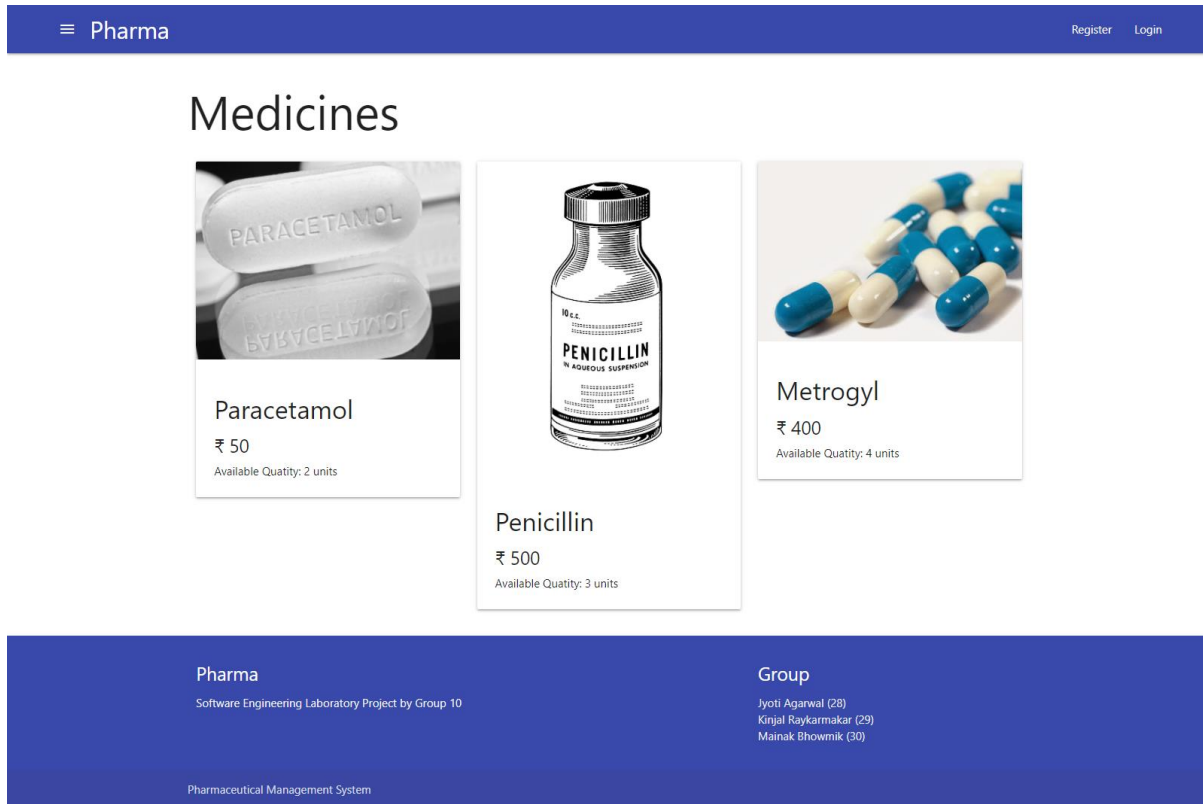 Pharma
Register
Login
Medicines
PARACETAMOL
PARACETAMOL
Paracetamol
₹ 50
Available Quatity: 2 units
10 c.c.
PENICILLIN
IN AQUEOUS SUSPENSION
Penicillin
₹ 500
Available Quatity: 3 units
Metrogyl
₹ 400
Available Quatity: 4 units
Pharma
Software Engineering Laboratory Project by Group 10
Group
Jyoti Agarwal (28)
Kinjal Raykarmakar (29)
Mainak Bhowmik (30)
Pharmaceutical Management System